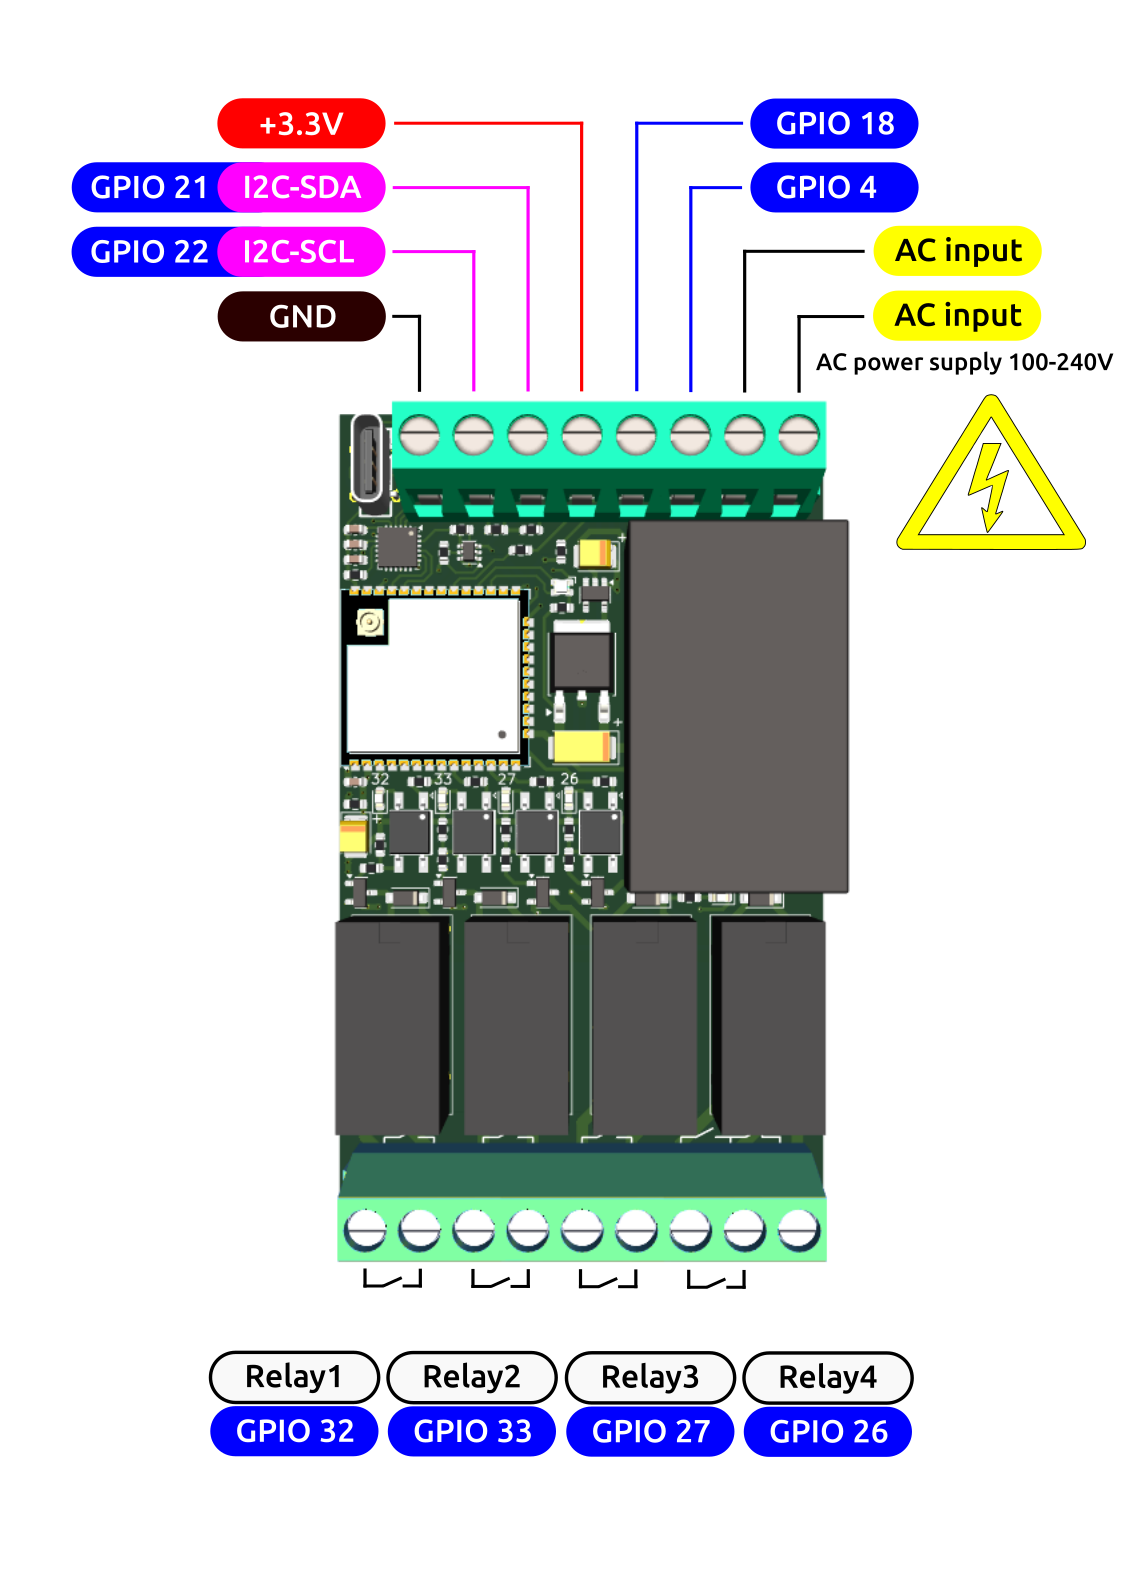 +3.3V
GPIO 18
GPIO 21 I2C-SDA
GPIO 4
GPIO 22 I2C-SCL
AC input
GND
AC input
AC power supply 100-240V
+
+
32 33 27 26
+
Relay1 Relay2 Relay3 Relay4
GPIO 32 GPIO 33 GPIO 27 GPIO 26